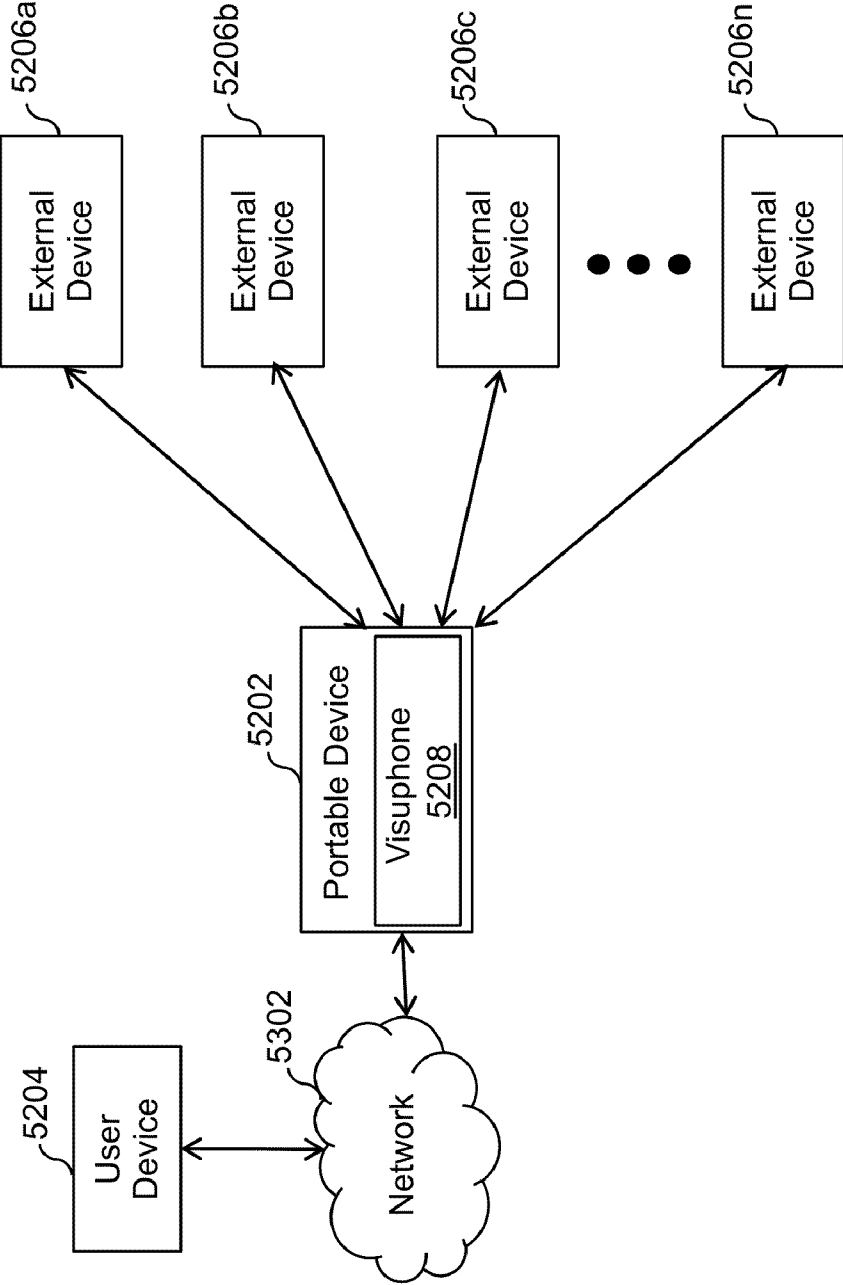 5204
User
Device
5302
Network
5202
Portable Device
Visuphone
5208
5206a
External
Device
5206b
External
Device
5206c
External
Device
5206n
External
Device